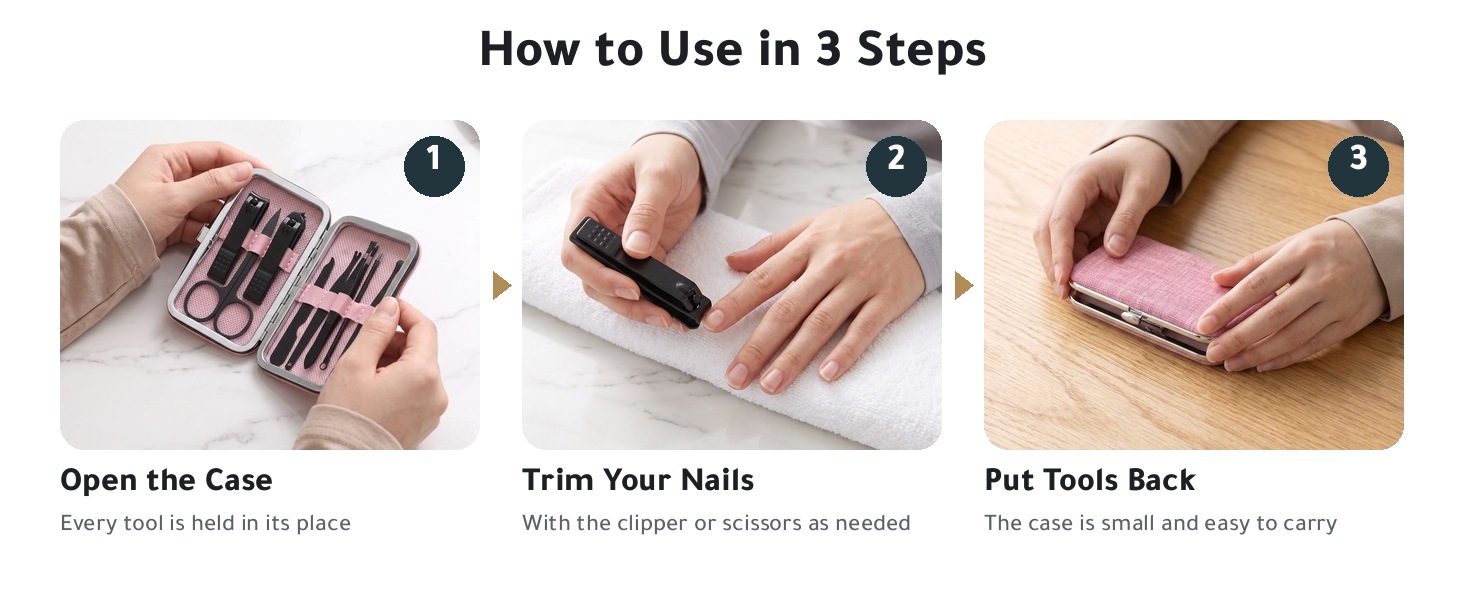 How to Use in 3 Steps
1
2
3
Open the Case
Every tool is held in its place
Trim Your Nails
With the clipper or scissors as needed
Put Tools Back
The case is small and easy to carry